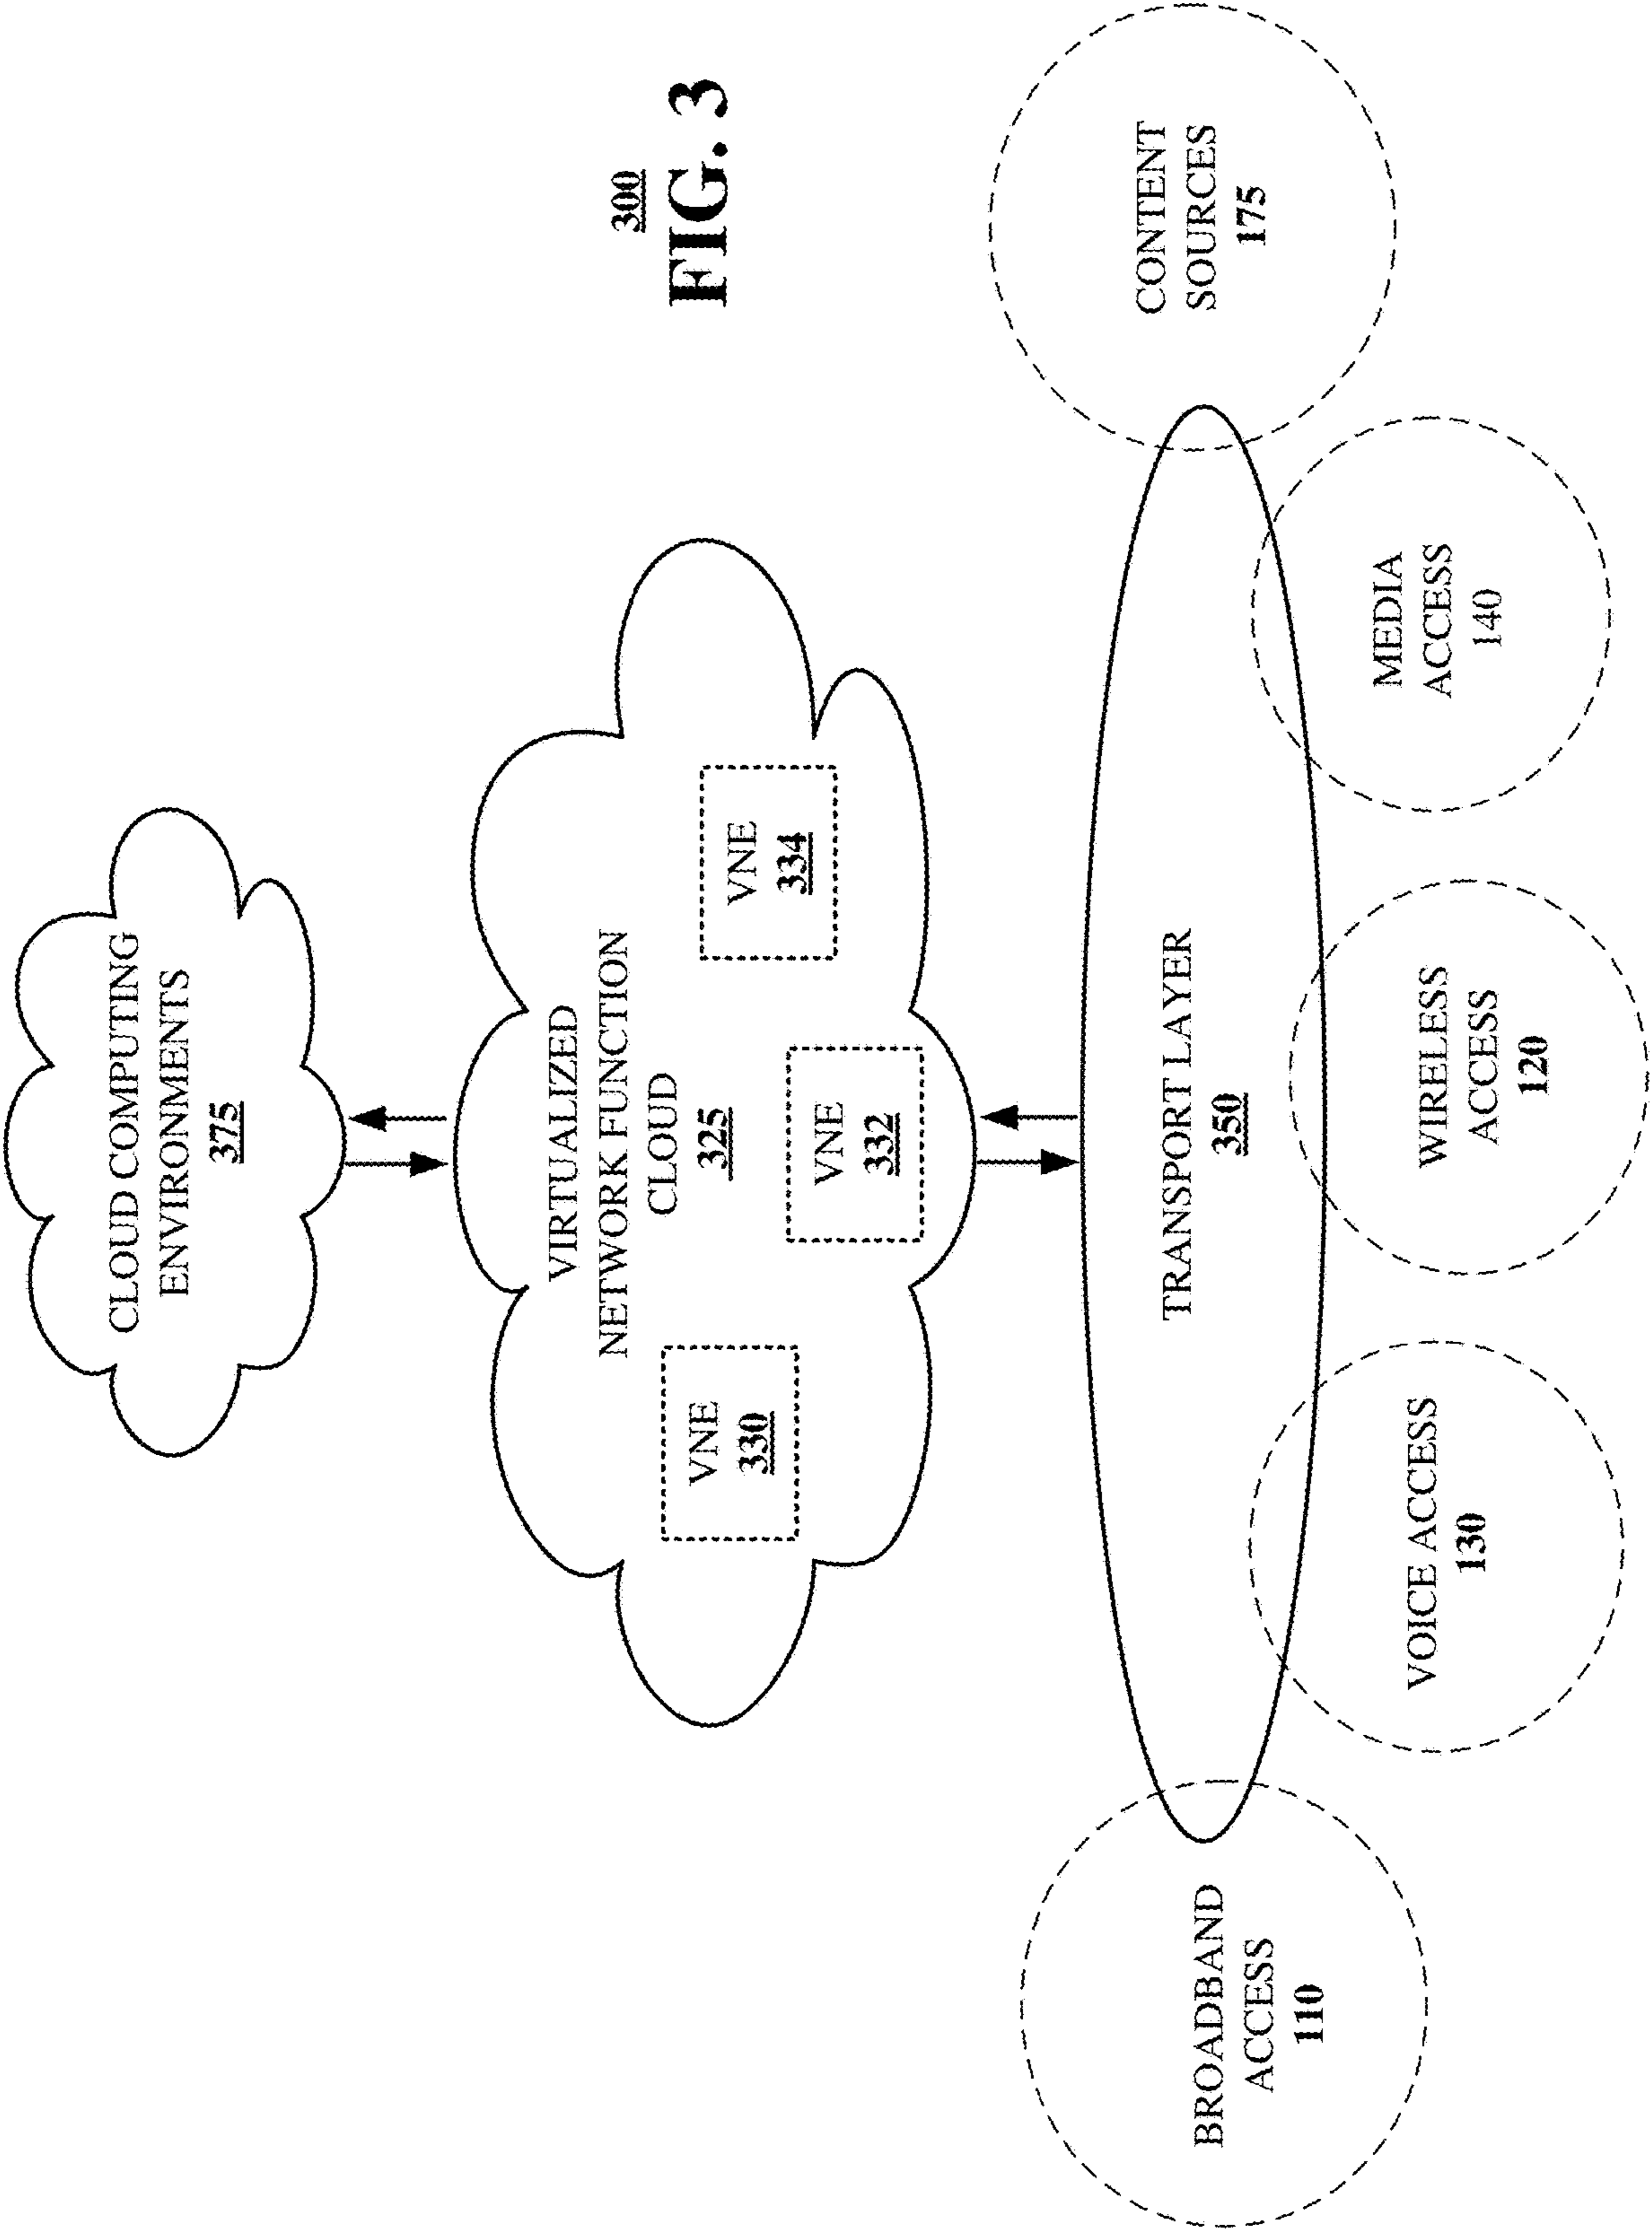 CLOUD COMPUTING
ENVIRONMENTS
375
VIRTUALIZED
NETWORK FUNCTION
CLOUD
325
VNE
330
VNE
332
VNE
334
300
FIG. 3
TRANSPORT LAYER
350
BROADBAND
ACCESS
110
VOICE ACCESS
130
WIRELESS
ACCESS
120
MEDIA
ACCESS
140
CONTENT
SOURCES
175